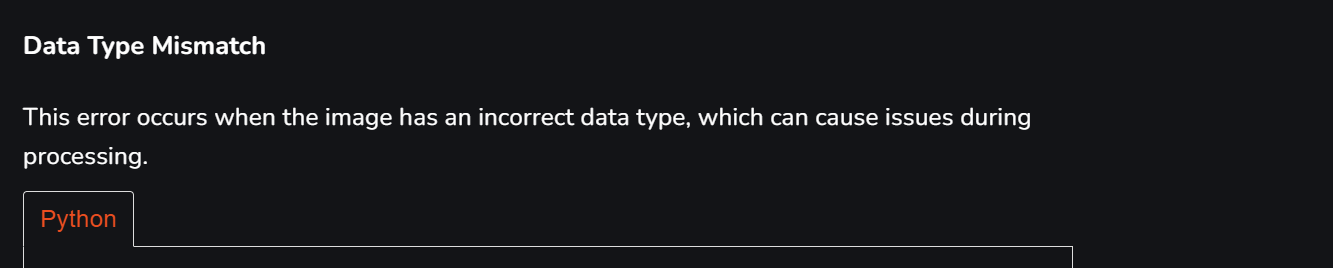 Data Type Mismatch
This error occurs when the image has an incorrect data type, which can cause issues during
processing.
Python